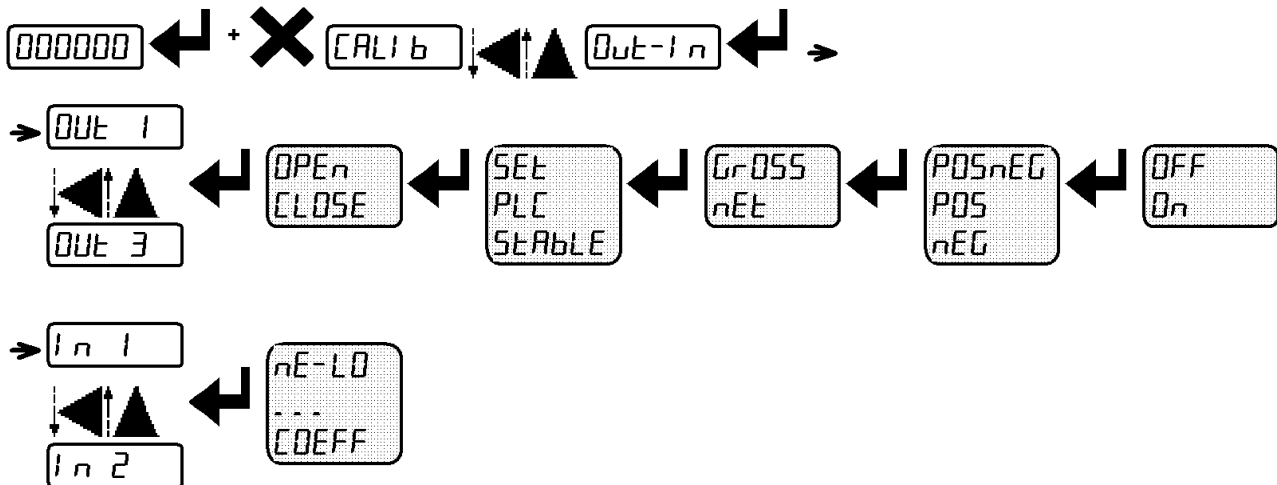 000000 + CALIb Out-In
OUt 1
OPEn SEt GrOSS POSnEG OFF
CLOSE PLC nEt POS On
OUt 3 StAbLE nEG
In 1
nE-LO
---
COEFF
In 2